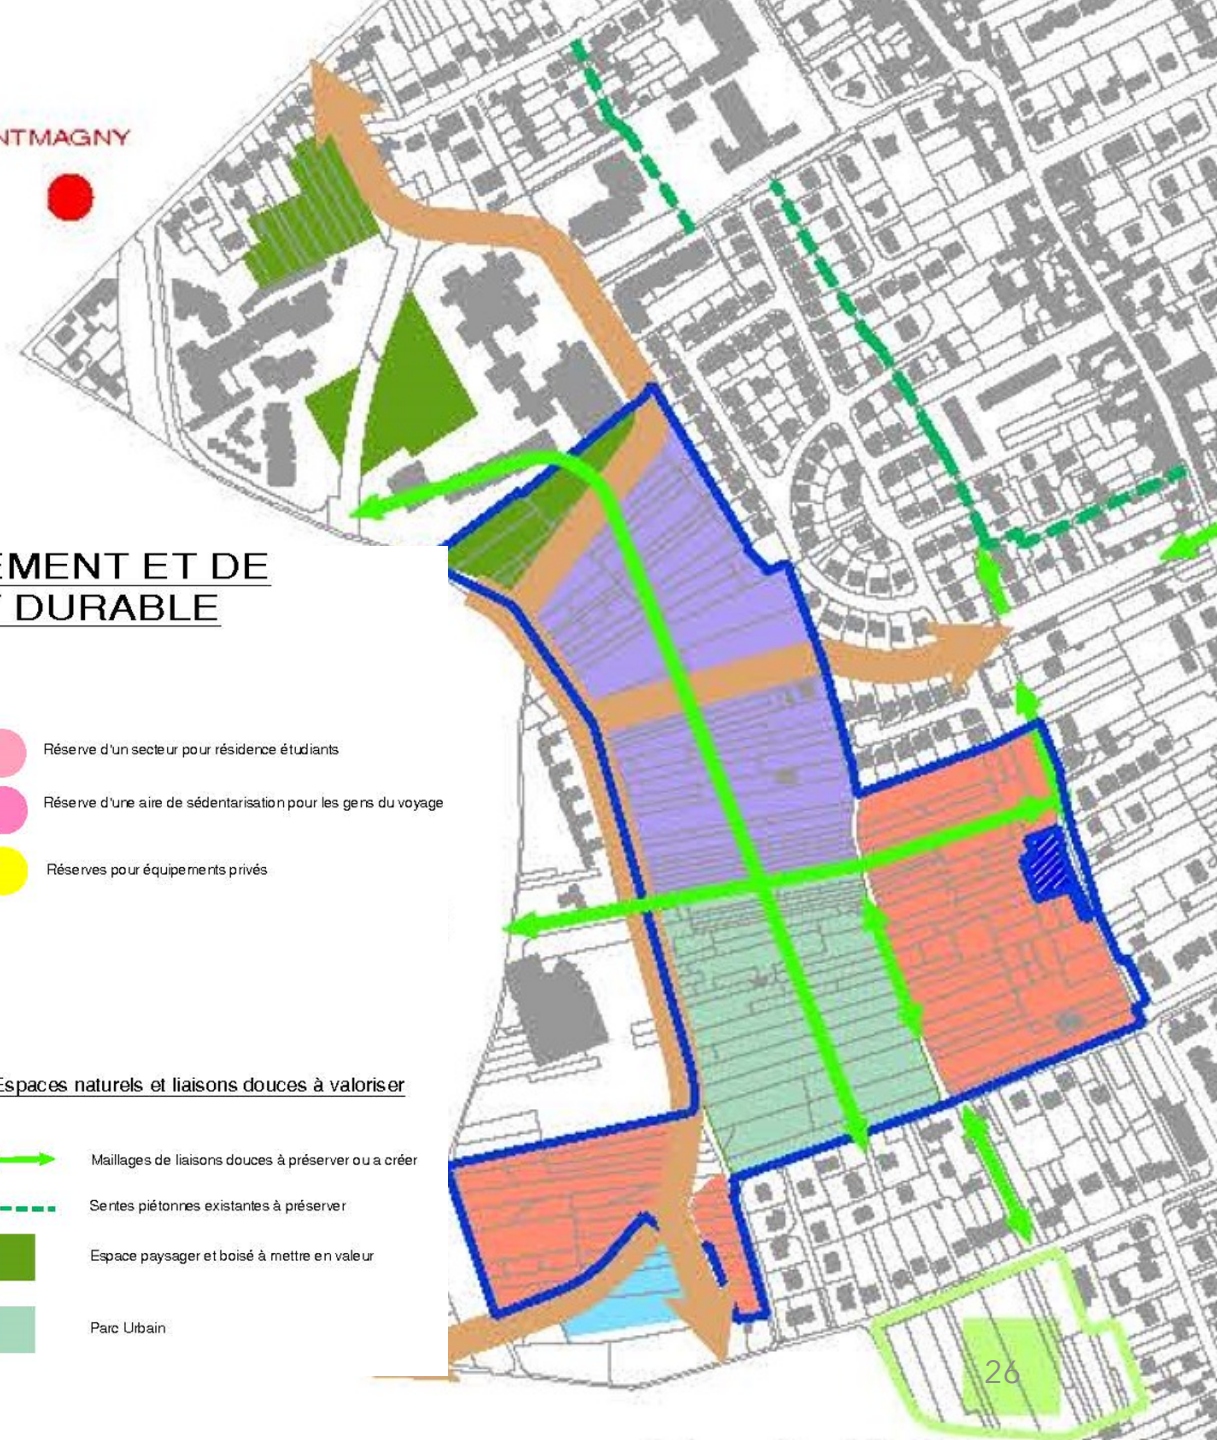 NTMAGNY
EMENT ET DE
DURABLE
Réserve d'un secteur pour résidence étudiants
Réserve d'une aire de sédentarisation pour les gens du voyage
Réserves pour équipements privés
Espaces naturels et liaisons douces à valoriser
Maillages de liaisons douces à préserver ou a créer
Sentes piétonnes existantes à préserver
Espace paysager et boisé à mettre en valeur
Parc Urbain
26